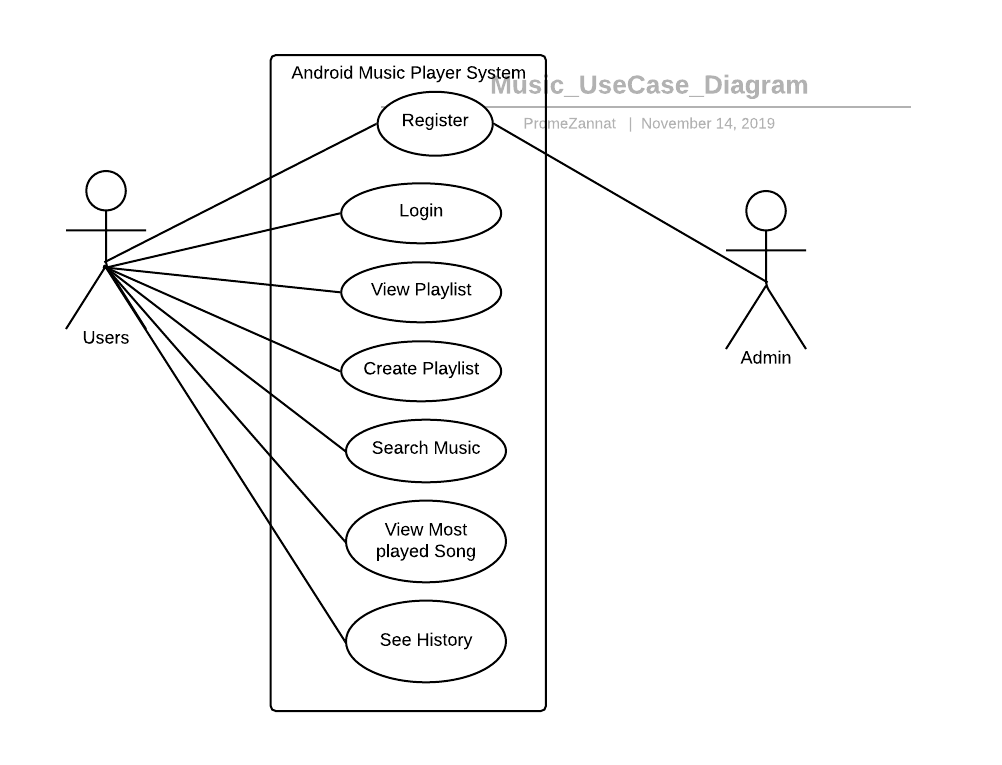 Android Music Player System
Music_UseCase_Diagram
PromeZannat | November 14, 2019
Register
Login
View Playlist
Create Playlist
Search Music
View Most
played Song
See History
Users
Admin